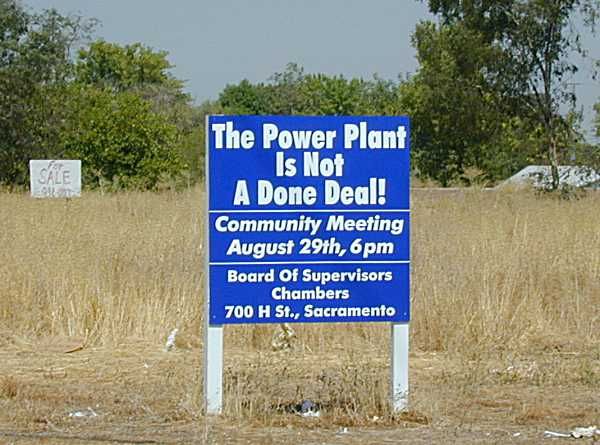 The Power Plant
Is Not
A Done Deal!
Community Meeting
August 29th, 6pm
Board Of Supervisors
Chambers
700 H St., Sacramento
For
SALE